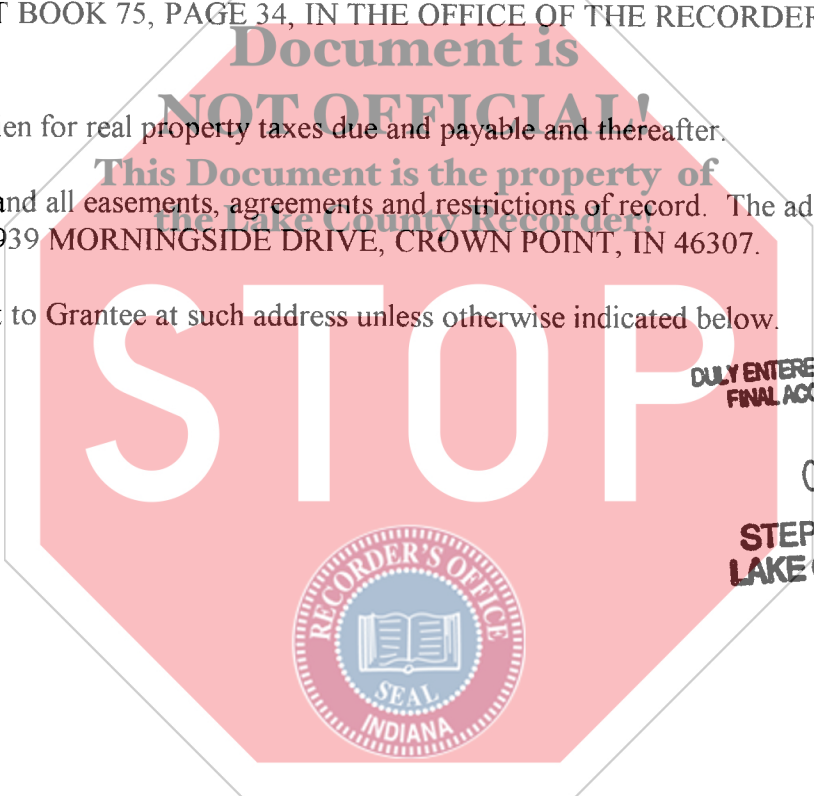 T BOOK 75, PAGE 34, IN THE OFFICE OF THE RECORDER
Document is
NOT OFFICIAL!
en for real property taxes due and payable and thereafter.
This Document is the property of
and all easements, agreements and restrictions of record. The ad
the Lake County Recorder!
939 MORNINGSIDE DRIVE, CROWN POINT, IN 46307.
t to Grantee at such address unless otherwise indicated below.
STOP
DULY ENTERE
FINAL ACC
STEP
LAKE
RECORDER'S OFFICE
SEAL
INDIANA